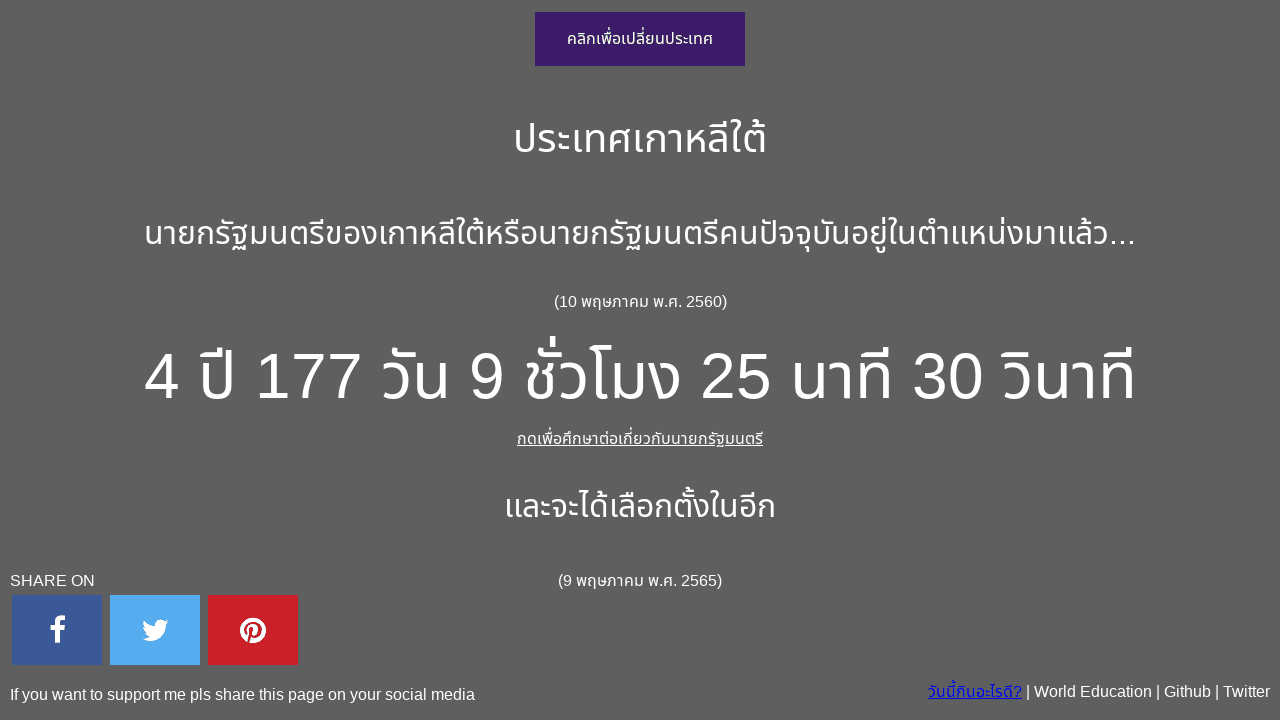 คลิกเพื่อเปลี่ยนประเทศ
ประเทศเกาหลีใต้
นายกรัฐมนตรีของเกาหลีใต้หรือนายกรัฐมนตรีคนปัจจุบันอยู่ในตำแหน่งมาแล้ว...
(10 พฤษภาคม พ.ศ. 2560)
4 ปี 177 วัน 9 ชั่วโมง 25 นาที 30 วินาที
กดเพื่อศึกษาต่อเกี่ยวกับนายกรัฐมนตรี
และจะได้เลือกตั้งในอีก
(9 พฤษภาคม พ.ศ. 2565)
SHARE ON
If you want to support me pls share this page on your social media
วันนี้กินอะไรดี? | World Education | Github | Twitter